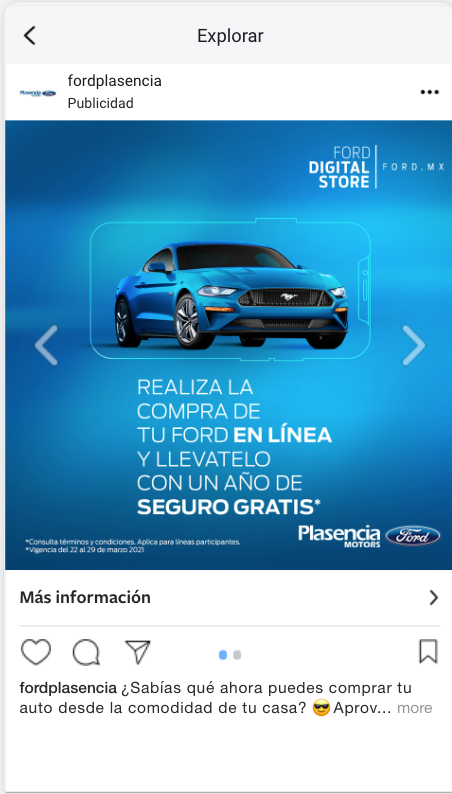 Explorar
fordplasencia
Publicidad
FORD
DIGITAL
STORE
FORD.MX
REALIZA LA
COMPRA DE
TU FORD EN LÍNEA
Y LLEVATELO
CON UN AÑO DE
SEGURO GRATIS*
Plasencia
MOTORS
Ford
*Consulta términos y condiciones. Aplica para líneas participantes.
*Vigencia del 22 al 29 de marzo 2021
Más información
fordplasencia ¿Sabías qué ahora puedes comprar tu
auto desde la comodidad de tu casa? 😎 Aprov... more